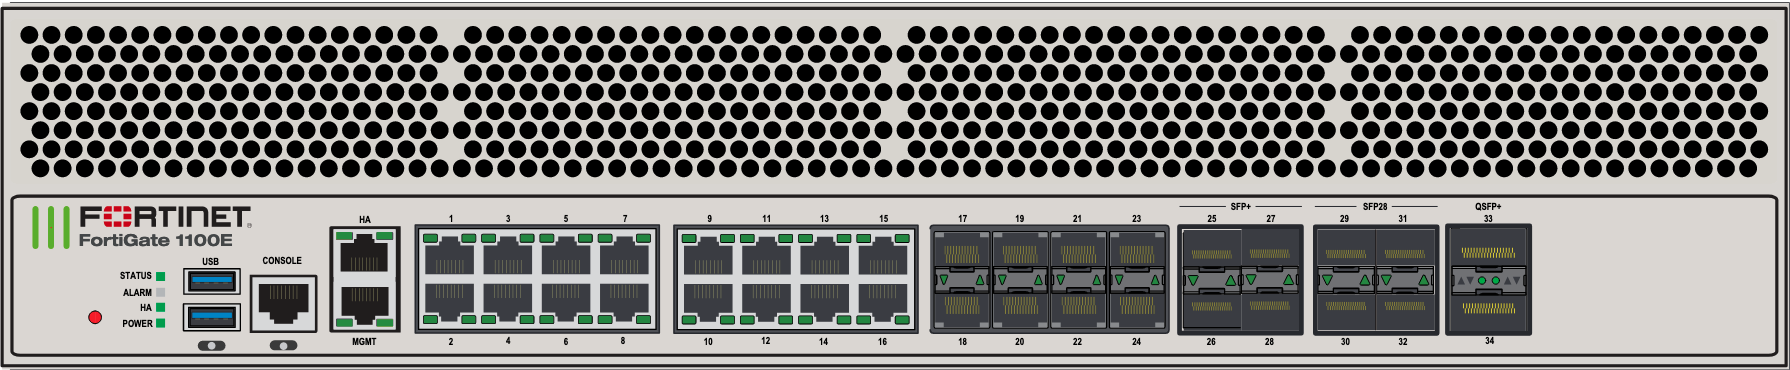 FORTINET
FortiGate 1100E
STATUS
ALARM
HA
POWER
USB
CONSOLE
HA
MGMT
1 3 5 7
2 4 6 8
9 11 13 15
10 12 14 16
17 19 21 23
18 20 22 24
SFP+
25 27
26 28
SFP28
29 31
30 32
QSFP+
33
34